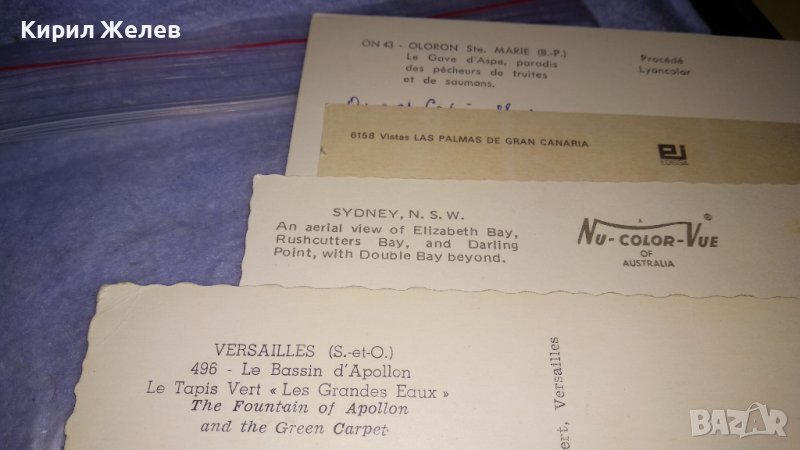 Кирил Желев
ON 43 - OLORON Ste. MARIE (B.-P.)
Le Gave d'Aspe, paradis
des pêcheurs de truites
et de saumons.
Procédé
Lyoncolor
6158 Vistas LAS PALMAS DE GRAN CANARIA
ej
EDICOA
SYDNEY, N. S. W.
An aerial view of Elizabeth Bay,
Rushcutters Bay, and Darling
Point, with Double Bay beyond.
A
NU-COLOR-VUE ®
OF
AUSTRALIA
VERSAILLES (S.-et-O.)
496 - Le Bassin d'Apollon
Le Tapis Vert « Les Grandes Eaux »
The Fountain of Apollon
and the Green Carpet
ert, Versailles
BAZAR